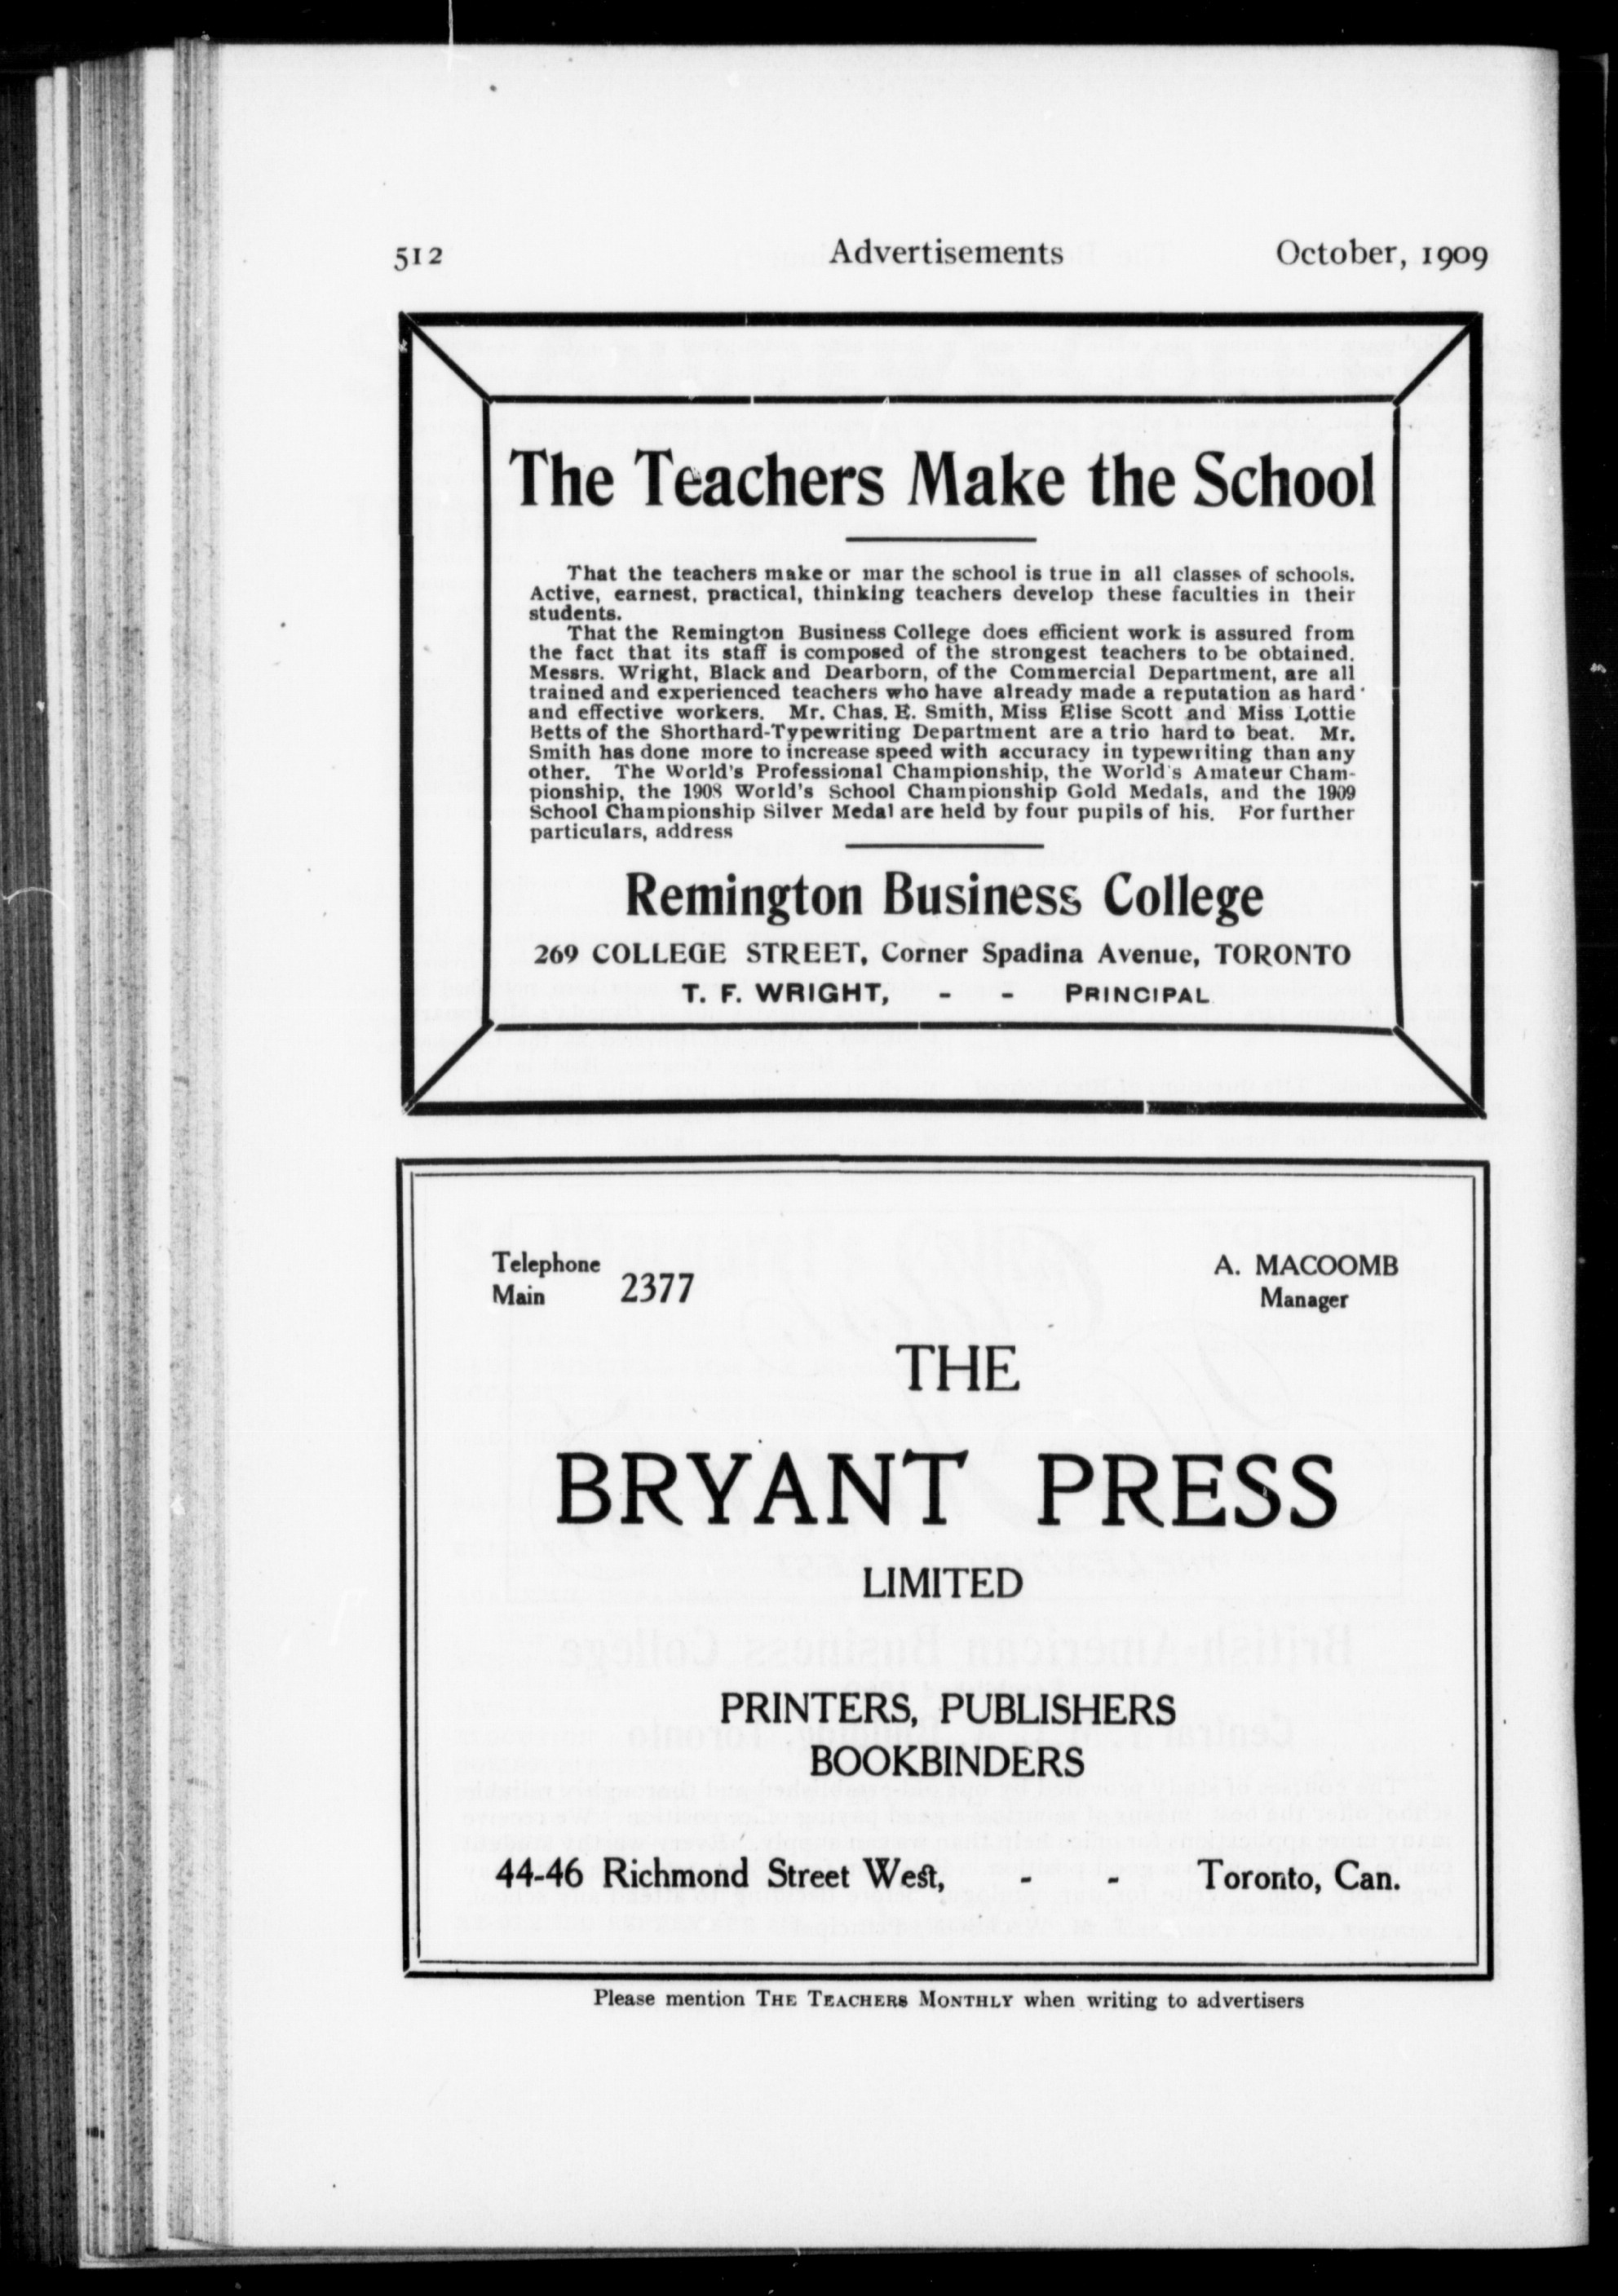 512 Advertisements October, 1909
The Teachers Make the School
That the teachers make or mar the school is true in all classes of schools.
Active, earnest, practical, thinking teachers develop these faculties in their
students.
That the Remington Business College does efficient work is assured from
the fact that its staff is composed of the strongest teachers to be obtained.
Messrs. Wright, Black and Dearborn, of the Commercial Department, are all
trained and experienced teachers who have already made a reputation as hard
and effective workers. Mr. Chas. E. Smith, Miss Elise Scott and Miss Lottie
Betts of the Shorthard-Typewriting Department are a trio hard to beat. Mr.
Smith has done more to increase speed with accuracy in typewriting than any
other. The World's Professional Championship, the World's Amateur Cham-
pionship, the 1908 World's School Championship Gold Medals, and the 1909
School Championship Silver Medal are held by four pupils of his. For further
particulars, address
Remington Business College
269 COLLEGE STREET, Corner Spadina Avenue, TORONTO
T. F. WRIGHT, - - PRINCIPAL
Telephone
Main 2377
A. MACOOMB
Manager
THE
BRYANT PRESS
LIMITED
PRINTERS, PUBLISHERS
BOOKBINDERS
44-46 Richmond Street West, - - Toronto, Can.
Please mention THE TEACHERS MONTHLY when writing to advertisers